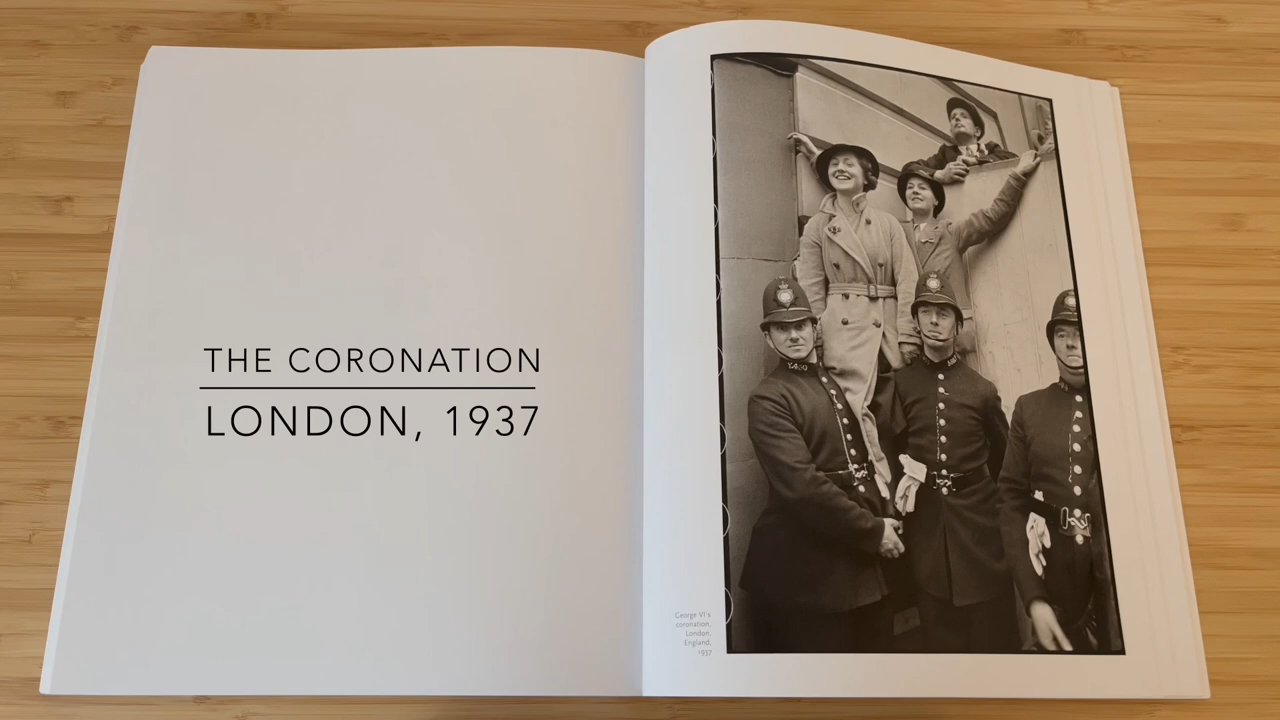 THE CORONATION
LONDON, 1937
George VI's
coronation,
London,
England,
1937